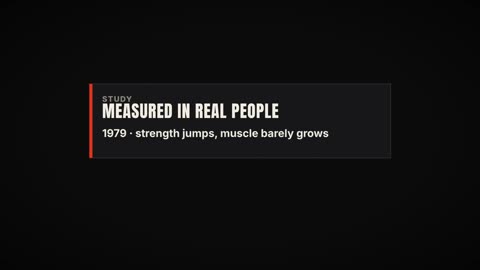 STUDY
MEASURED IN REAL PEOPLE
1979 · strength jumps, muscle barely grows